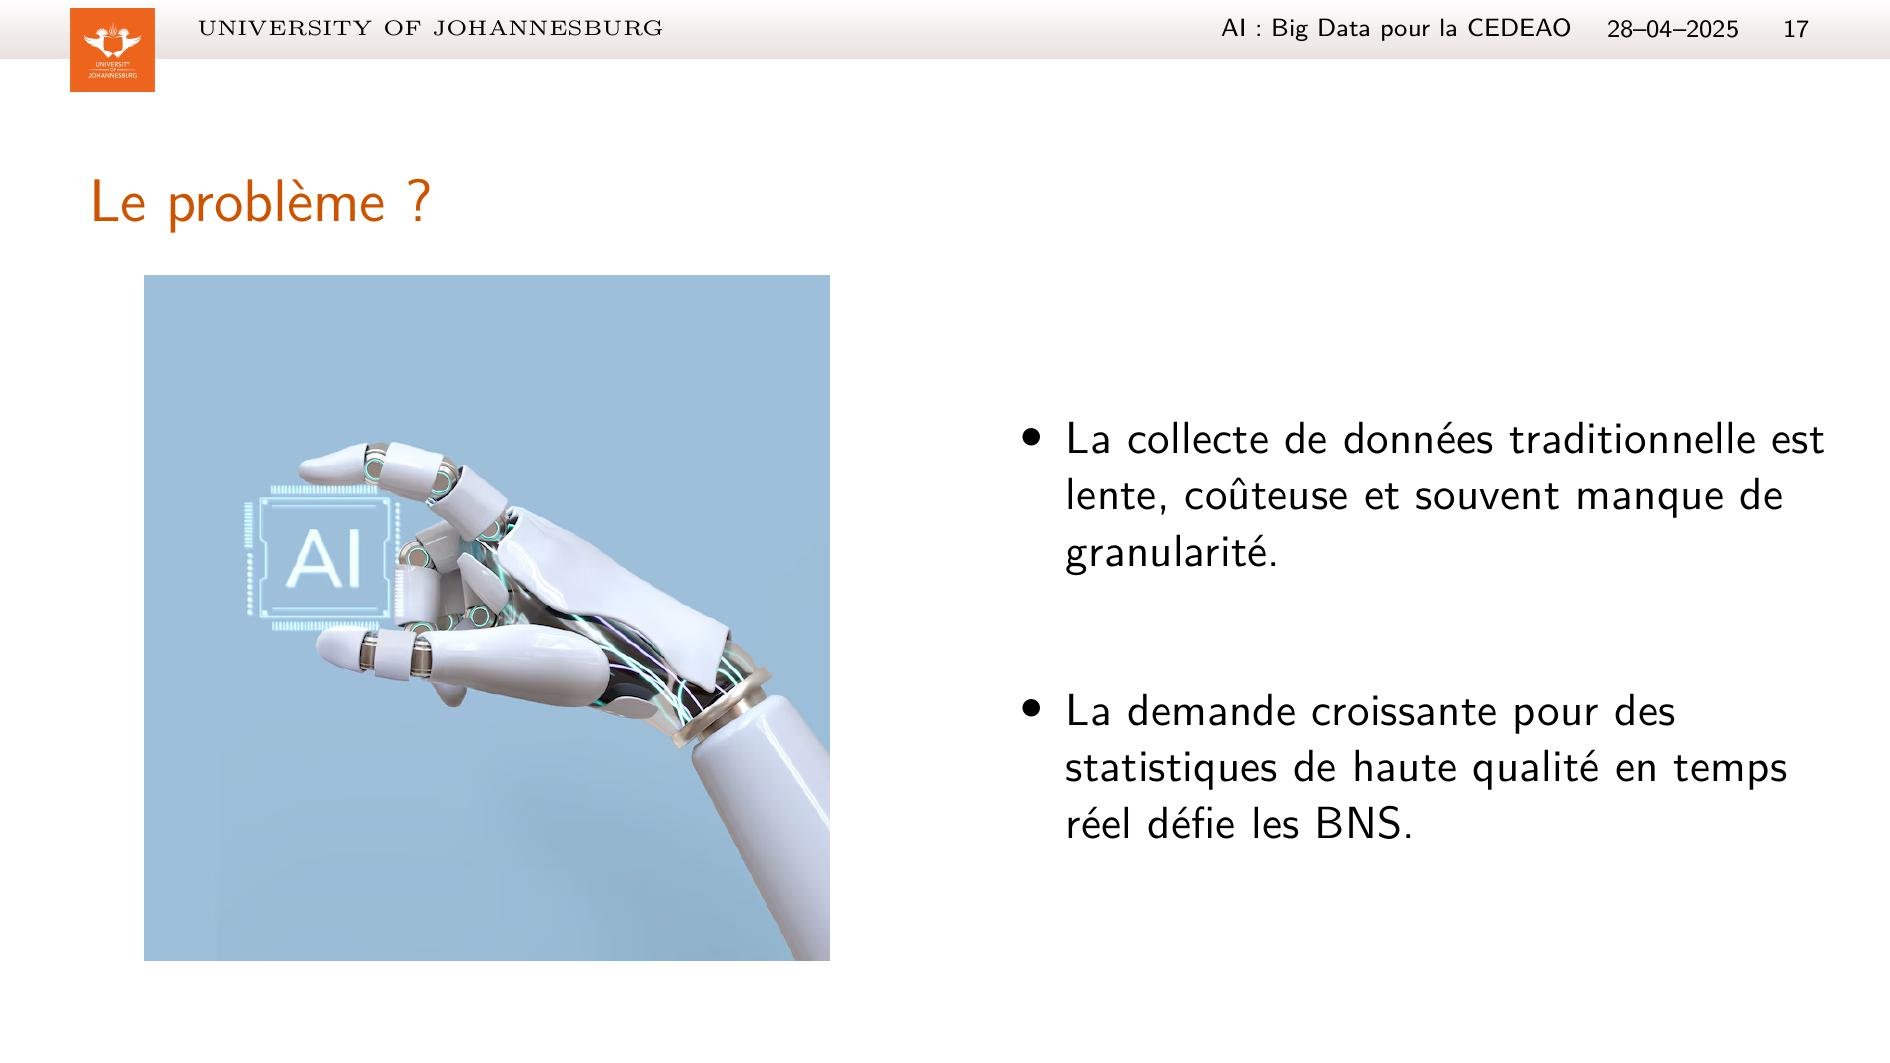 UNIVERSITY OF JOHANNESBURG
AI : Big Data pour la CEDEAO 28–04–2025 17
UNIVERSITY
OF
JOHANNESBURG
Le problème ?
AI
• La collecte de données traditionnelle est
lente, coûteuse et souvent manque de
granularité.
• La demande croissante pour des
statistiques de haute qualité en temps
réel défie les BNS.